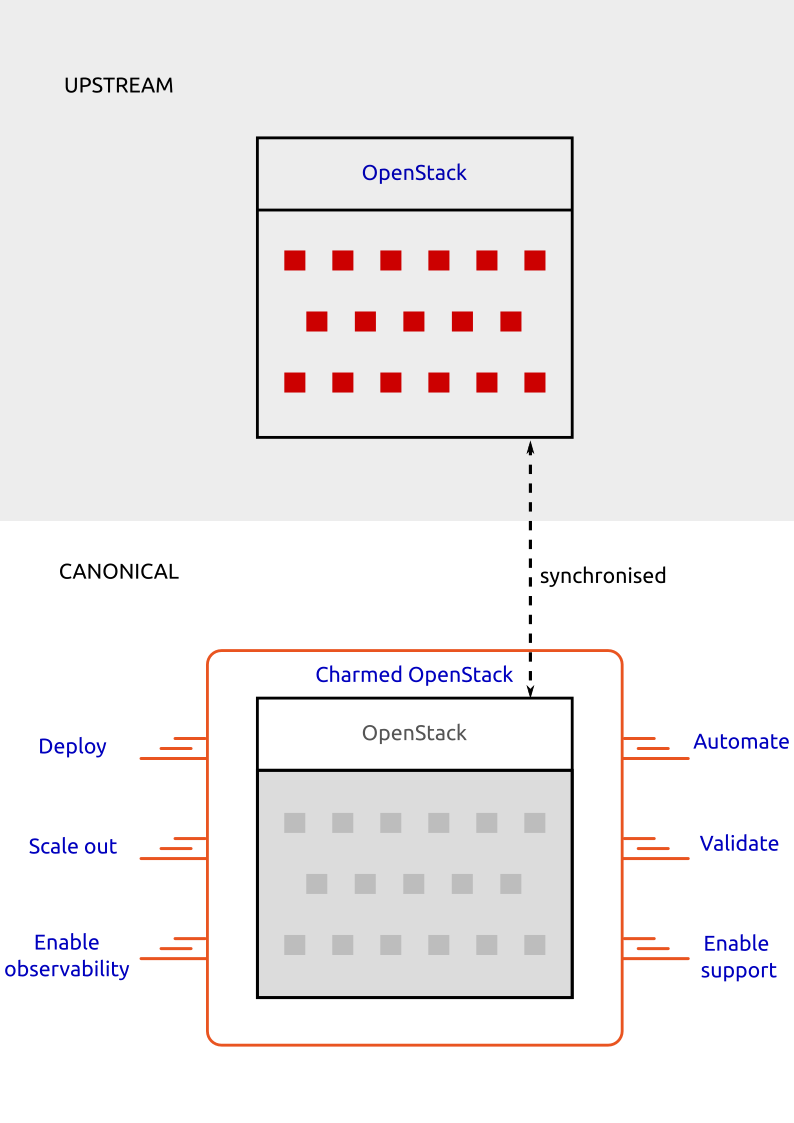 UPSTREAM
OpenStack
CANONICAL
synchronised
Charmed OpenStack
OpenStack
Deploy
Automate
Scale out
Validate
Enable
observability
Enable
support